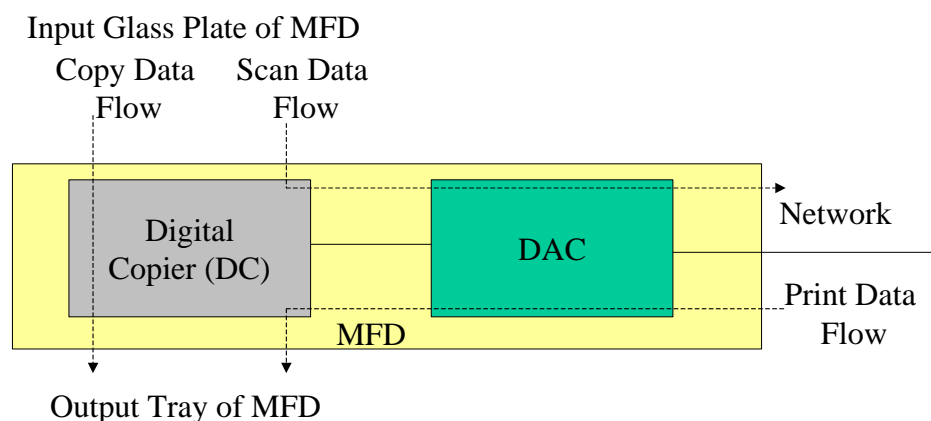 Input Glass Plate of MFD
Copy Data
Flow
Scan Data
Flow
Digital
Copier (DC)
DAC
MFD
Network
Print Data
Flow
Output Tray of MFD